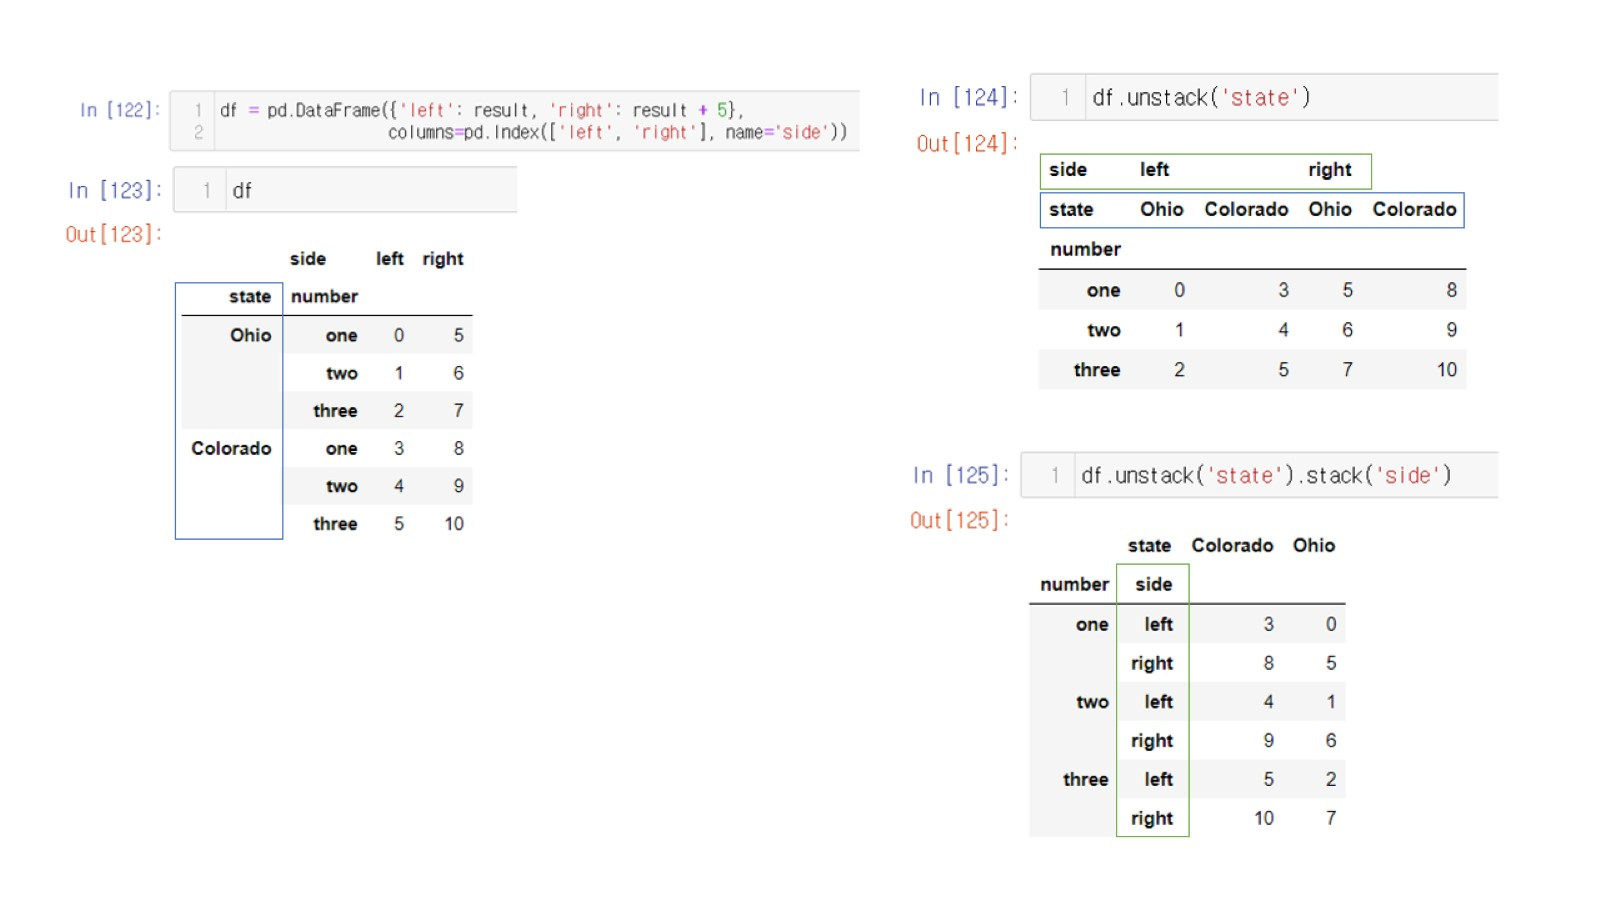 In [122]:
1 df = pd.DataFrame({'left': result, 'right': result + 5},
2 columns=pd.Index(['left', 'right'], name='side'))
In [123]:
1 df
Out[123]:
side left right
state number
Ohio one 0 5
two 1 6
three 2 7
Colorado one 3 8
two 4 9
three 5 10
In [124]:
1 df.unstack('state')
Out[124]:
side left right
state Ohio Colorado Ohio Colorado
number
one 0 3 5 8
two 1 4 6 9
three 2 5 7 10
In [125]:
1 df.unstack('state').stack('side')
Out[125]:
state Colorado Ohio
number side
one left 3 0
right 8 5
two left 4 1
right 9 6
three left 5 2
right 10 7